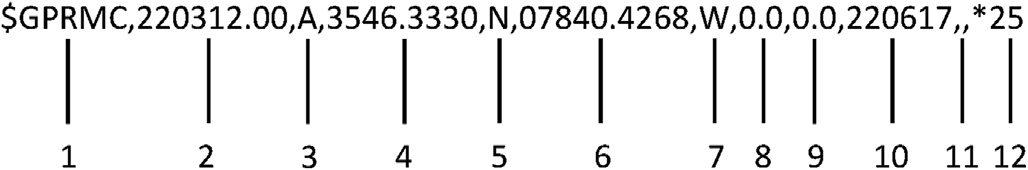 $GPRMC,220312.00,A,3546.3330,N,07840.4268,W,0.0,0.0,220617,,*25
1 2 3 4 5 6 7 8 9 10 11 12